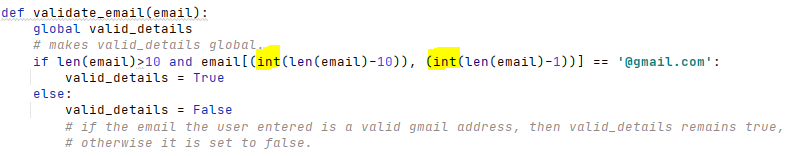 def validate_email(email):
    global valid_details
    # makes valid_details global.
    if len(email)>10 and email[(int(len(email)-10)), (int(len(email)-1))] == '@gmail.com':
        valid_details = True
    else:
        valid_details = False
        # if the email the user entered is a valid gmail address, then valid_details remains true,
        # otherwise it is set to false.